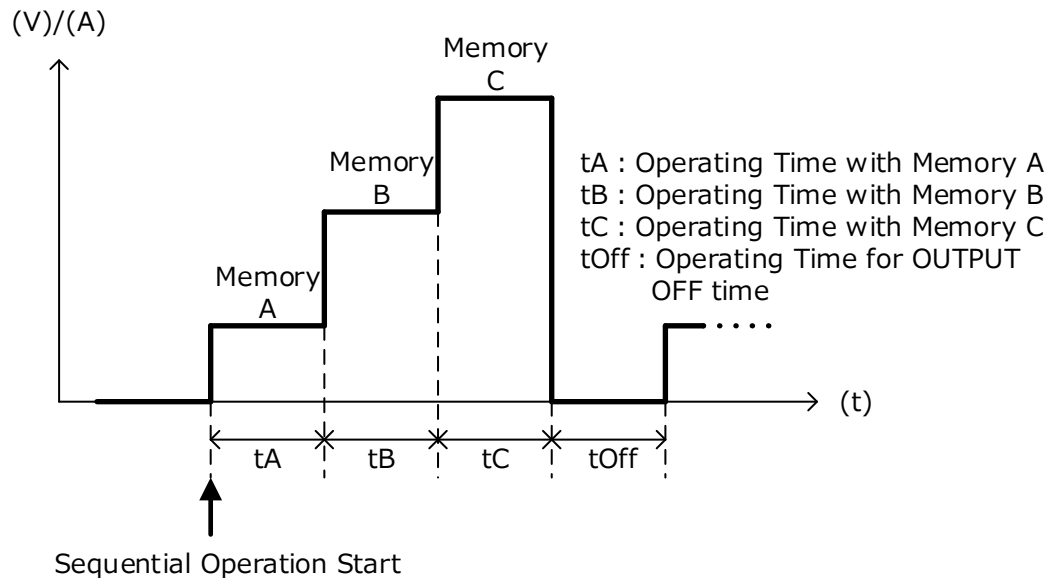 (V)/(A)
Memory
C
Memory
B
Memory
A
tA : Operating Time with Memory A
tB : Operating Time with Memory B
tC : Operating Time with Memory C
tOff : Operating Time for OUTPUT
OFF time
(t)
tA
tB
tC
tOff
Sequential Operation Start